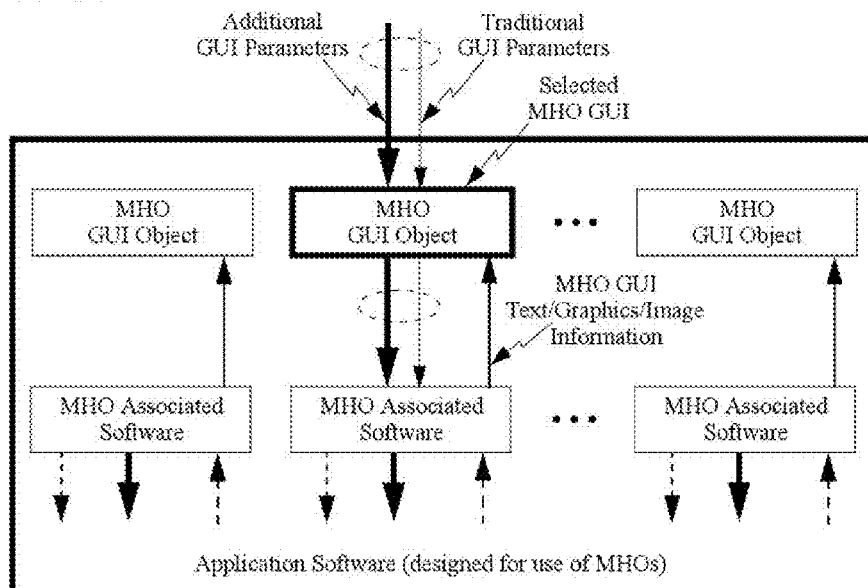 Additional
GUI Parameters
Traditional
GUI Parameters
Selected
MHO GUI
MHO
GUI Object
MHO
GUI Object
MHO
GUI Object
MHO GUI
Text/Graphics/Image
Information
MHO Associated
Software
MHO Associated
Software
MHO Associated
Software
Application Software (designed for use of MHOs)